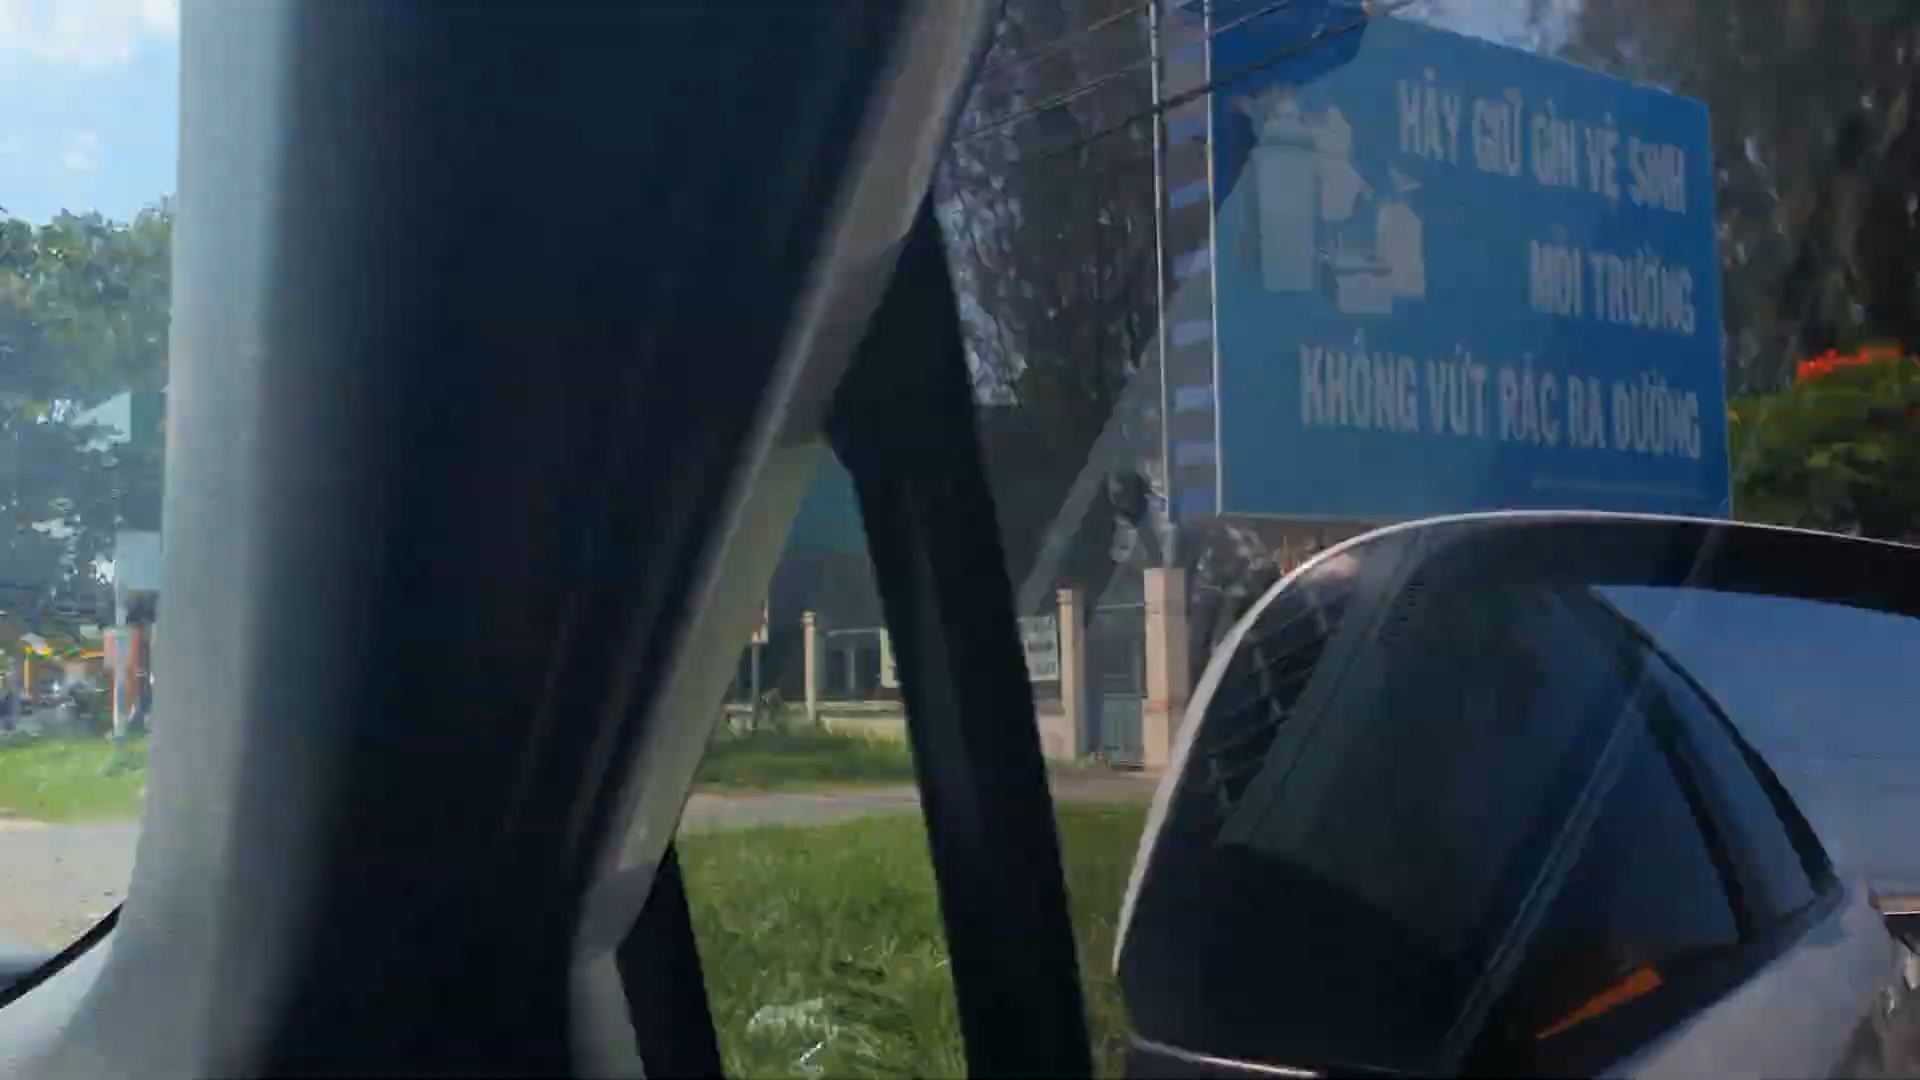 HÃY GIỮ GÌN VỆ SINH
MÔI TRƯỜNG
KHÔNG VỨT RÁC RA ĐƯỜNG